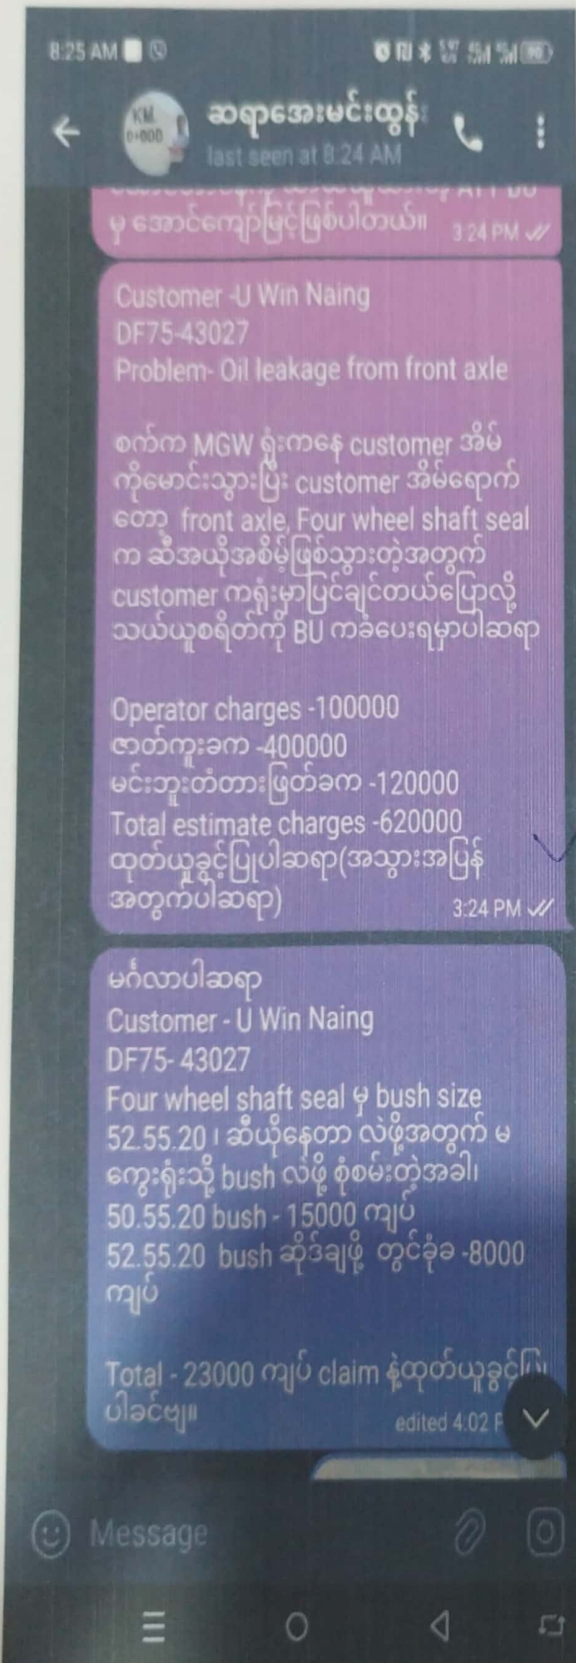 8:25 AM
ဆရာအေးမင်းထွန်း
last seen at 8:24 AM
KM
0+000
မှ အောင်ကျော်မြင့်ဖြစ်ပါတယ်။ 3:24 PM
Customer -U Win Naing
DF75-43027
Problem- Oil leakage from front axle
စက်က MGW ရုံးကနေ customer အိမ်
ကိုမောင်းသွားပြီး customer အိမ်ရောက်
တော့ front axle, Four wheel shaft seal
က ဆီအယိုအစိမ့်ဖြစ်သွားတဲ့အတွက်
customer ကရုံးမှာပြင်ချင်တယ်ပြောလို့
သယ်ယူစရိတ်ကို BU ကခံပေးရမှာပါဆရာ
Operator charges -100000
ဇာတ်ကူးခက -400000
မင်းဘူးတံတားဖြတ်ခက -120000
Total estimate charges -620000
ထုတ်ယူခွင့်ပြုပါဆရာ(အသွားအပြန်
အတွက်ပါဆရာ) 3:24 PM
မင်္ဂလာပါဆရာ
Customer - U Win Naing
DF75- 43027
Four wheel shaft seal မှ bush size
52.55.20 ၊ ဆီယိုနေတာ လဲဖို့အတွက် မ
ကွေးရုံးသို့ bush လဲဖို့ စုံစမ်းတဲ့အခါ၊
50.55.20 bush - 15000 ကျပ်
52.55.20 bush ဆိုဒ်ချဖို့ တွင်ခုံခ -8000
ကျပ်
Total - 23000 ကျပ် claim နဲ့ထုတ်ယူခွင့်ပြု
ပါခင်ဗျ။ edited 4:02
Message